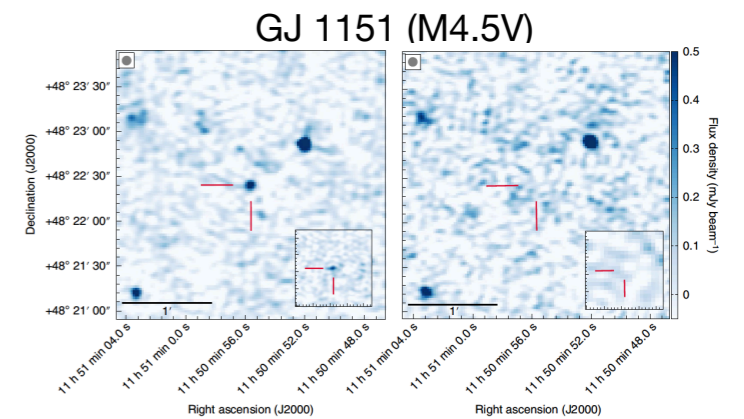 GJ 1151 (M4.5V)
+48° 23′ 30″
+48° 23′ 00″
+48° 22′ 30″
+48° 22′ 00″
+48° 21′ 30″
+48° 21′ 00″
Declination (J2000)
1′
1′
0.5
0.4
0.3
0.2
0.1
0
Flux density (mJy beam⁻¹)
11 h 51 min 04.0 s
11 h 51 min 0.0 s
11 h 50 min 56.0 s
11 h 50 min 52.0 s
11 h 50 min 48.0 s
11 h 51 min 04.0 s
11 h 51 min 0.0 s
11 h 50 min 56.0 s
11 h 50 min 52.0 s
11 h 50 min 48.0 s
Right ascension (J2000)
Right ascension (J2000)